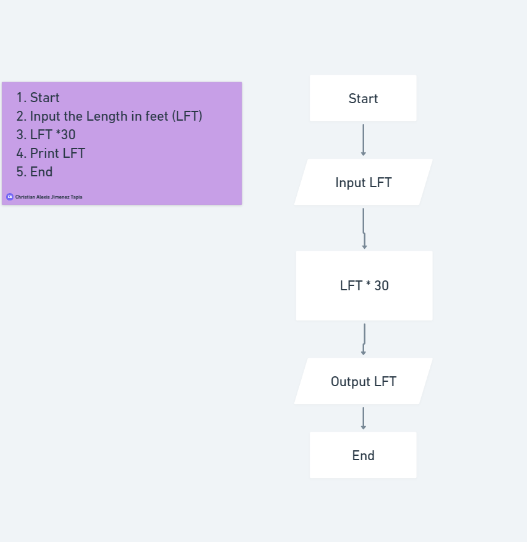 1. Start
2. Input the Length in feet (LFT)
3. LFT *30
4. Print LFT
5. End
Christian Alexis Jimenez Tapia
Start
Input LFT
LFT * 30
Output LFT
End